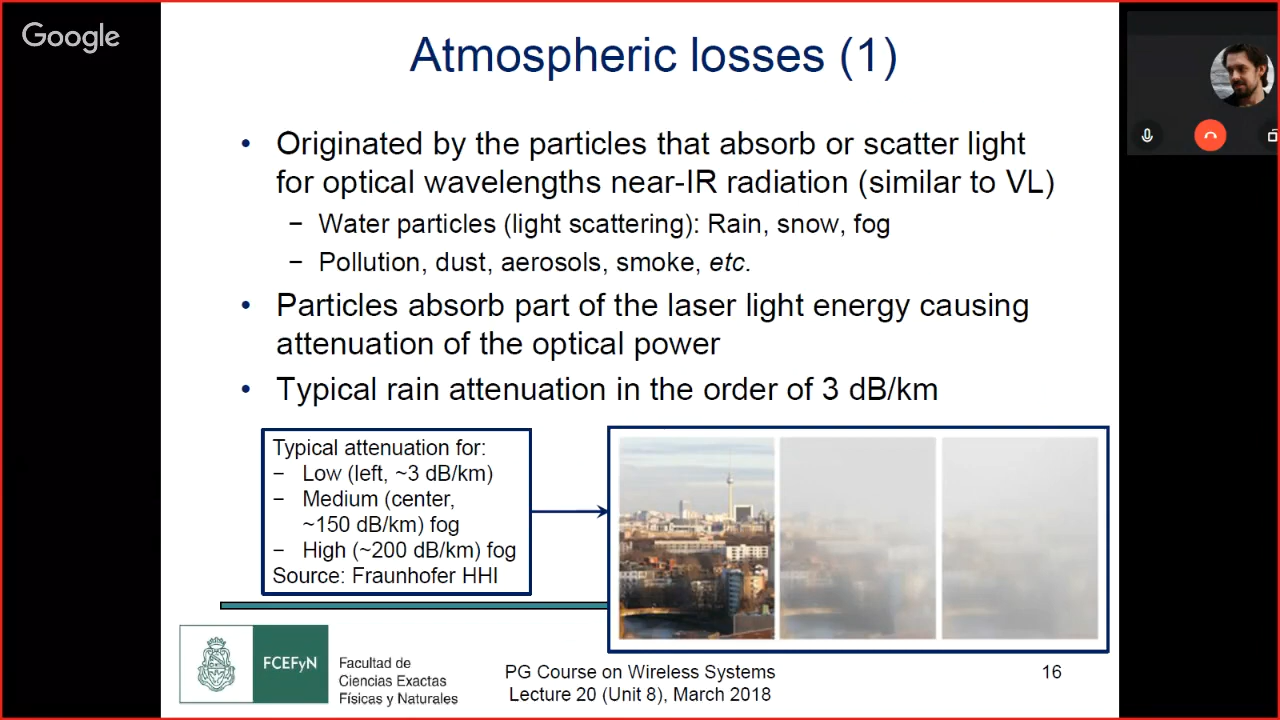 Google
Atmospheric losses (1)
• Originated by the particles that absorb or scatter light
for optical wavelengths near-IR radiation (similar to VL)
− Water particles (light scattering): Rain, snow, fog
− Pollution, dust, aerosols, smoke, etc.
• Particles absorb part of the laser light energy causing
attenuation of the optical power
• Typical rain attenuation in the order of 3 dB/km
Typical attenuation for:
− Low (left, ~3 dB/km)
− Medium (center,
~150 dB/km) fog
− High (~200 dB/km) fog
Source: Fraunhofer HHI
FCEFyN
Facultad de
Ciencias Exactas
Físicas y Naturales
PG Course on Wireless Systems
Lecture 20 (Unit 8), March 2018
16